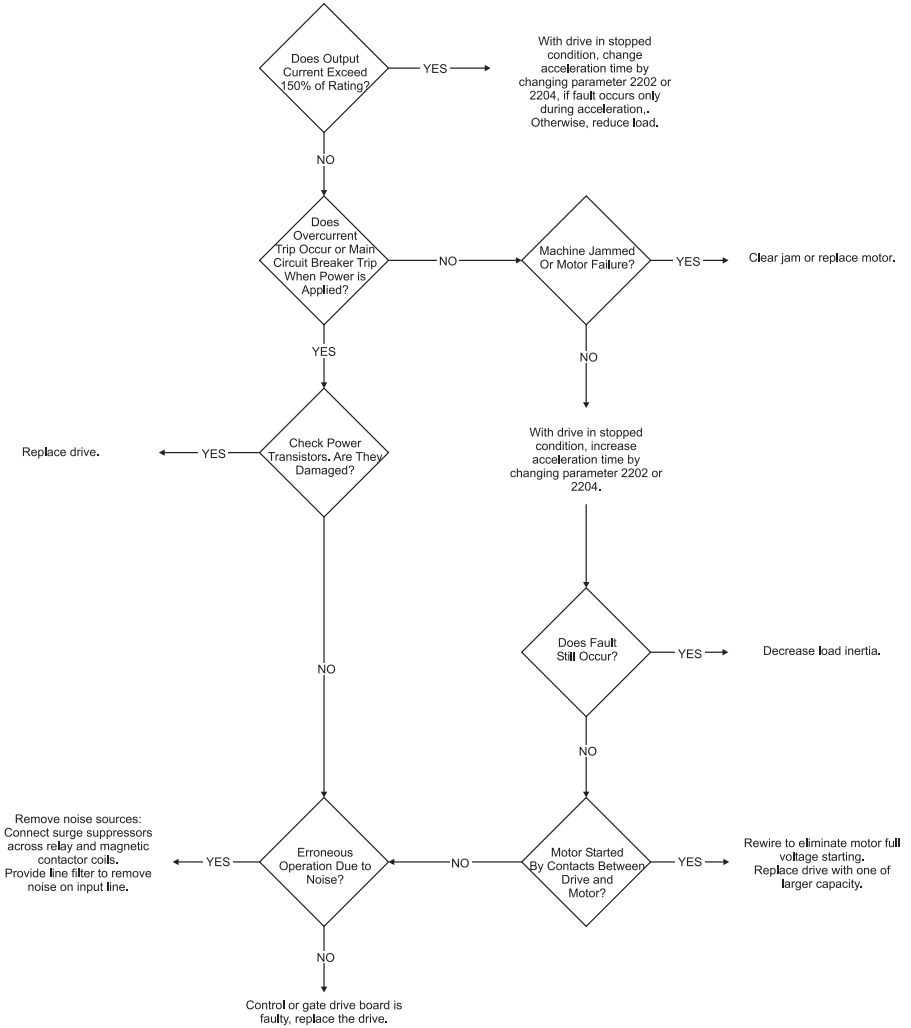 Does Output
Current Exceed
150% of Rating?
YES
With drive in stopped
condition, change
acceleration time by
changing parameter 2202 or
2204, if fault occurs only
during acceleration,.
Otherwise, reduce load.
NO
Does
Overcurrent
Trip Occur or Main
Circuit Breaker Trip
When Power is
Applied?
NO
Machine Jammed
Or Motor Failure?
YES
Clear jam or replace motor.
YES
NO
Check Power
Transistors. Are They
Damaged?
YES
Replace drive.
With drive in stopped
condition, increase
acceleration time by
changing parameter 2202 or
2204.
NO
Does Fault
Still Occur?
YES
Decrease load inertia.
NO
Motor Started
By Contacts Between
Drive and
Motor?
YES
Rewire to eliminate motor full
voltage starting.
Replace drive with one of
larger capacity.
NO
Erroneous
Operation Due to
Noise?
YES
Remove noise sources:
Connect surge suppressors
across relay and magnetic
contactor coils.
Provide line filter to remove
noise on input line.
NO
Control or gate drive board is
faulty, replace the drive.